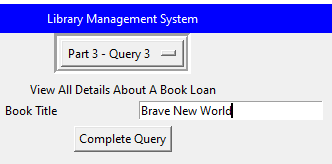 Library Management System
Part 3 - Query 3
View All Details About A Book Loan
Book Title Brave New World
Complete Query